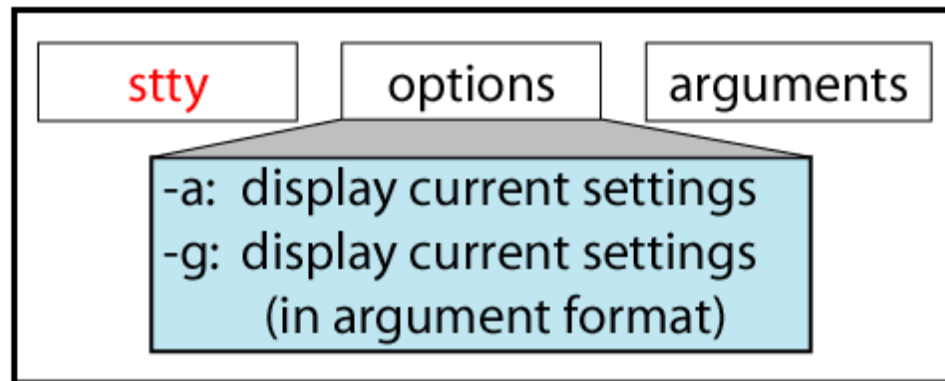 stty options arguments
-a: display current settings
-g: display current settings
(in argument format)